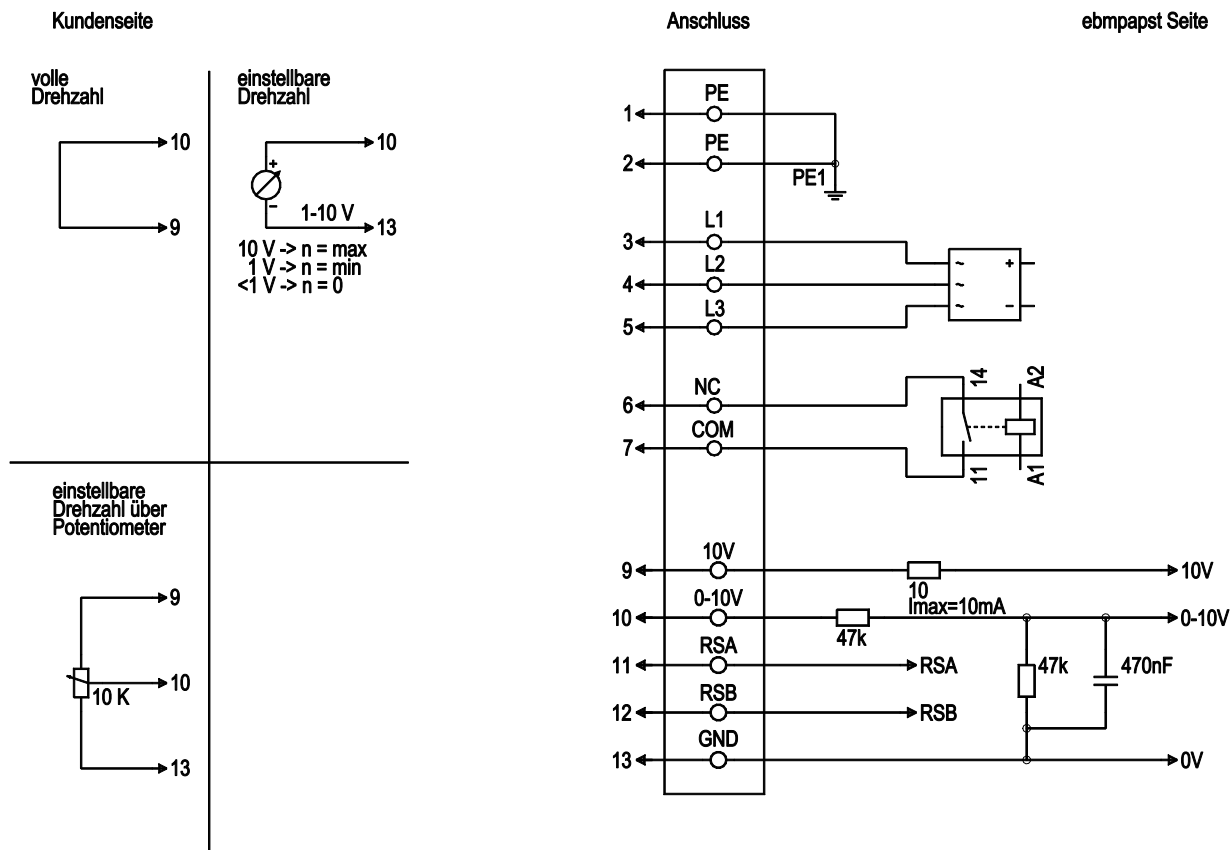 Kundenseite
Anschluss
ebmpapst Seite
volle
Drehzahl
10
9
einstellbare
Drehzahl
10
+
–
1-10 V
13
10 V -> n = max
1 V -> n = min
<1 V -> n = 0
einstellbare
Drehzahl über
Potentiometer
9
10
10 K
13
PE
1
PE
2
PE1
L1
3
L2
4
L3
5
~ +
~
~ –
NC
6
COM
7
14
A2
11
A1
10V
9
10
10V
Imax=10mA
0-10V
10
47k
0-10V
RSA
11
RSA
47k
470nF
RSB
12
RSB
GND
13
0V